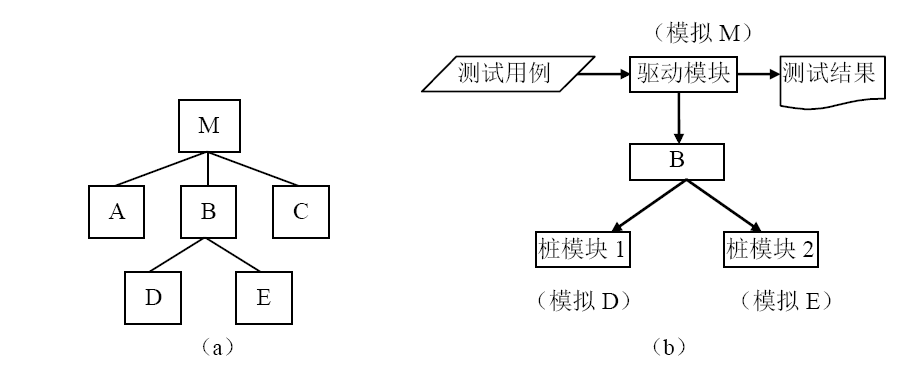 （模拟 M）
测试用例
驱动模块
测试结果
M
B
A
B
C
桩模块 1
桩模块 2
D
E
（模拟 D）
（模拟 E）
（a）
（b）